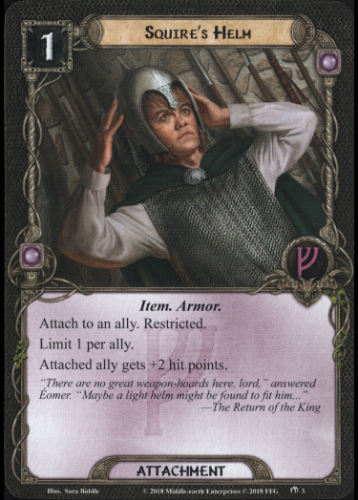 1
SQUIRE'S HELM
Item. Armor.
Attach to an ally. Restricted.
Limit 1 per ally.
Attached ally gets +2 hit points.
"There are no great weapon-hoards here, lord," answered
Éomer. "Maybe a light helm might be found to fit him..."
—The Return of the King
Illus. Sara Biddle © 2018 Middle-earth Enterprises © 2018 FFG 3
ATTACHMENT